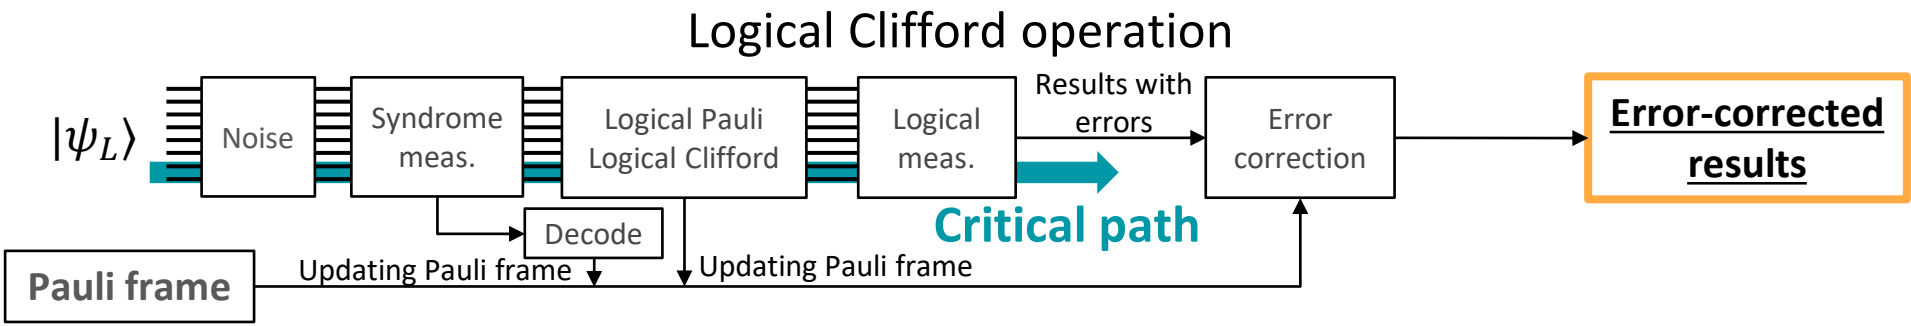 Logical Clifford operation
|ψ_L⟩
Noise
Syndrome
meas.
Logical Pauli
Logical Clifford
Logical
meas.
Results with
errors
Error
correction
Error-corrected
results
Critical path
Decode
Pauli frame
Updating Pauli frame
Updating Pauli frame